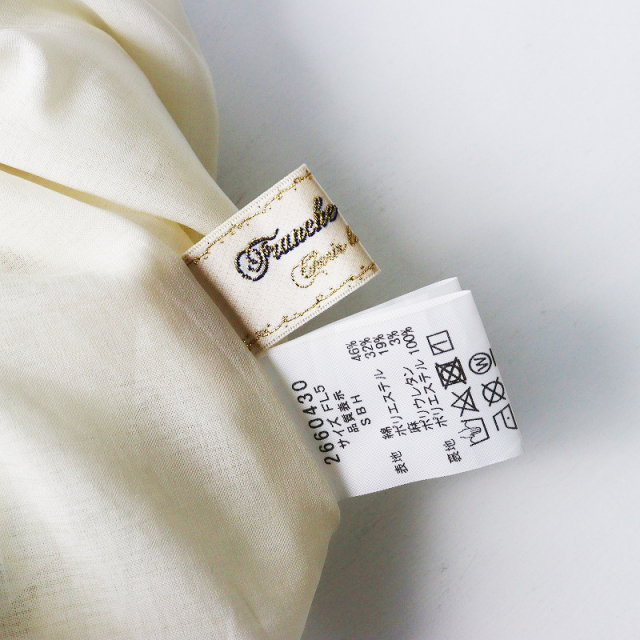 Franche
2660430
サイズ FL5
品質表示
SBH
表地 綿 46%
ポリエステル 32%
麻 19%
ポリウレタン 3%
裏地 ポリエステル 100%
W